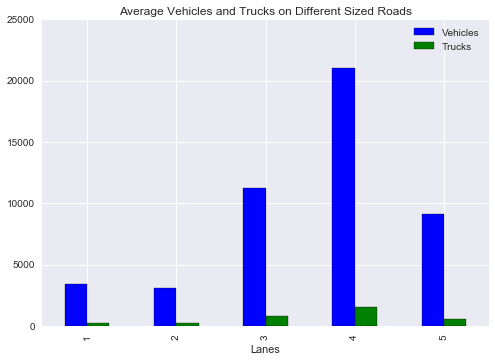 Average Vehicles and Trucks on Different Sized Roads
25000
20000
15000
10000
5000
0
Vehicles
Trucks
1
2
3
4
5
Lanes